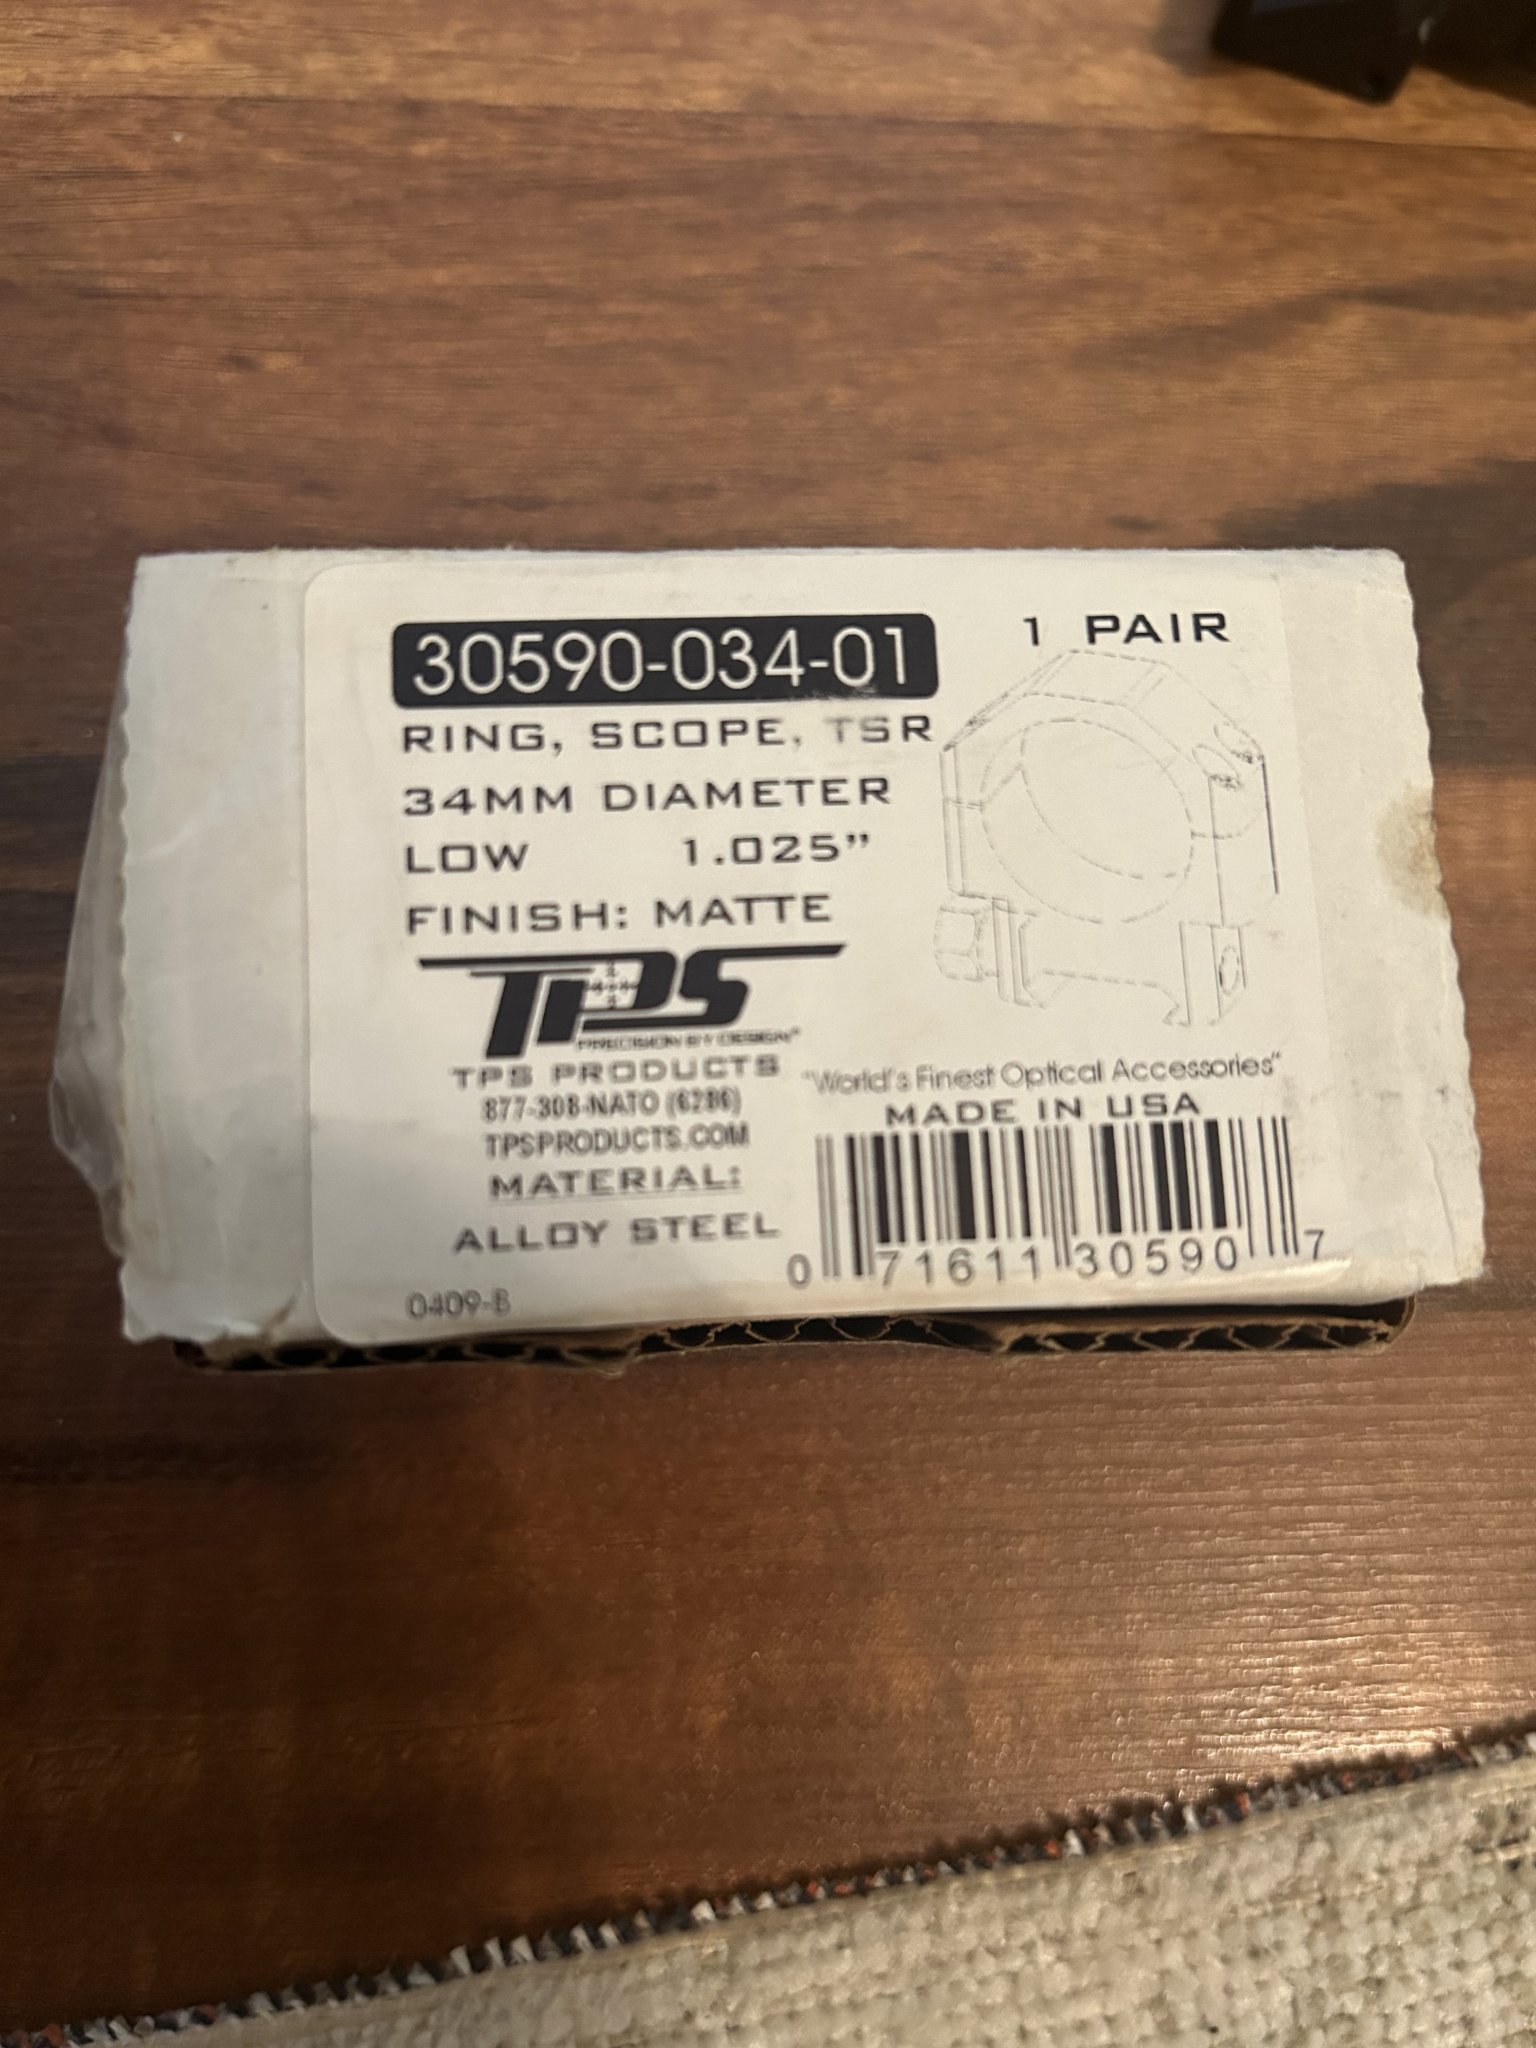 30590-034-01
1 PAIR
RING, SCOPE, TSR
34MM DIAMETER
LOW 1.025"
FINISH: MATTE
TPS
PRECISION BY DESIGN
TPS PRODUCTS
877-308-NATO (6286)
TPSPRODUCTS.COM
MATERIAL:
ALLOY STEEL
0409-B
"World's Finest Optical Accessories"
MADE IN USA
0 71611 30590 7